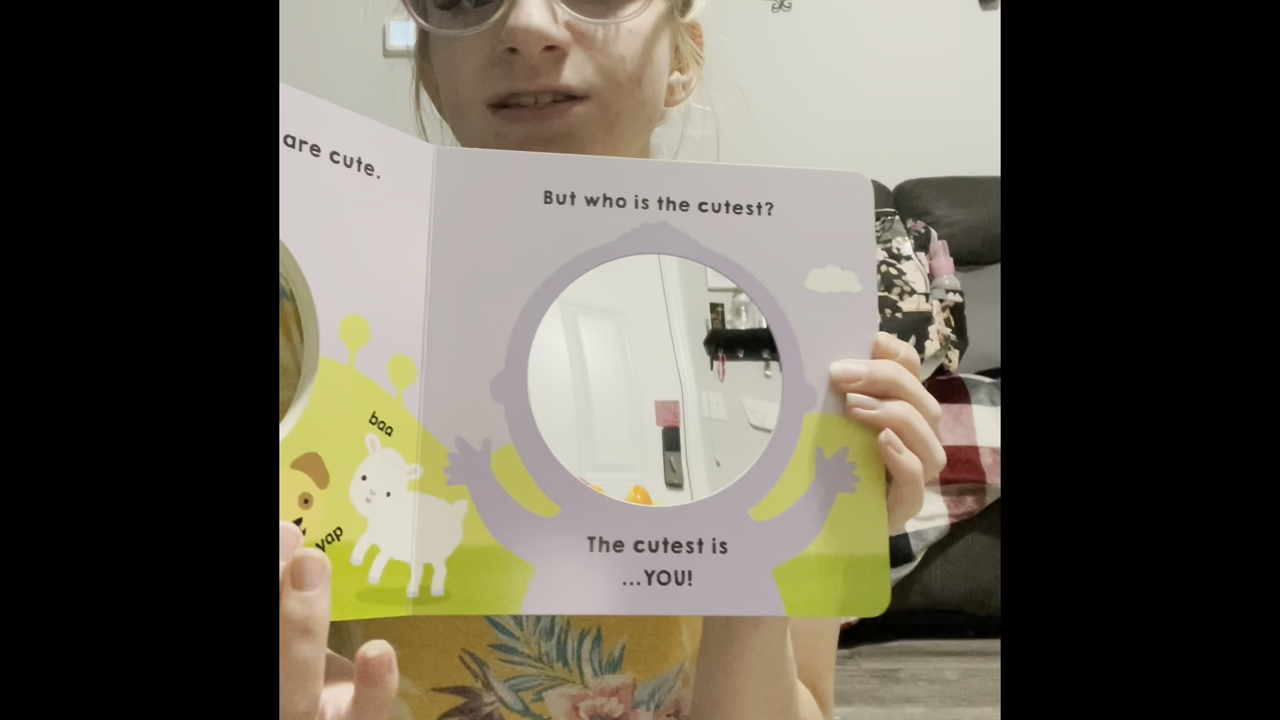 are cute.
baa
yap
But who is the cutest?
The cutest is
...YOU!